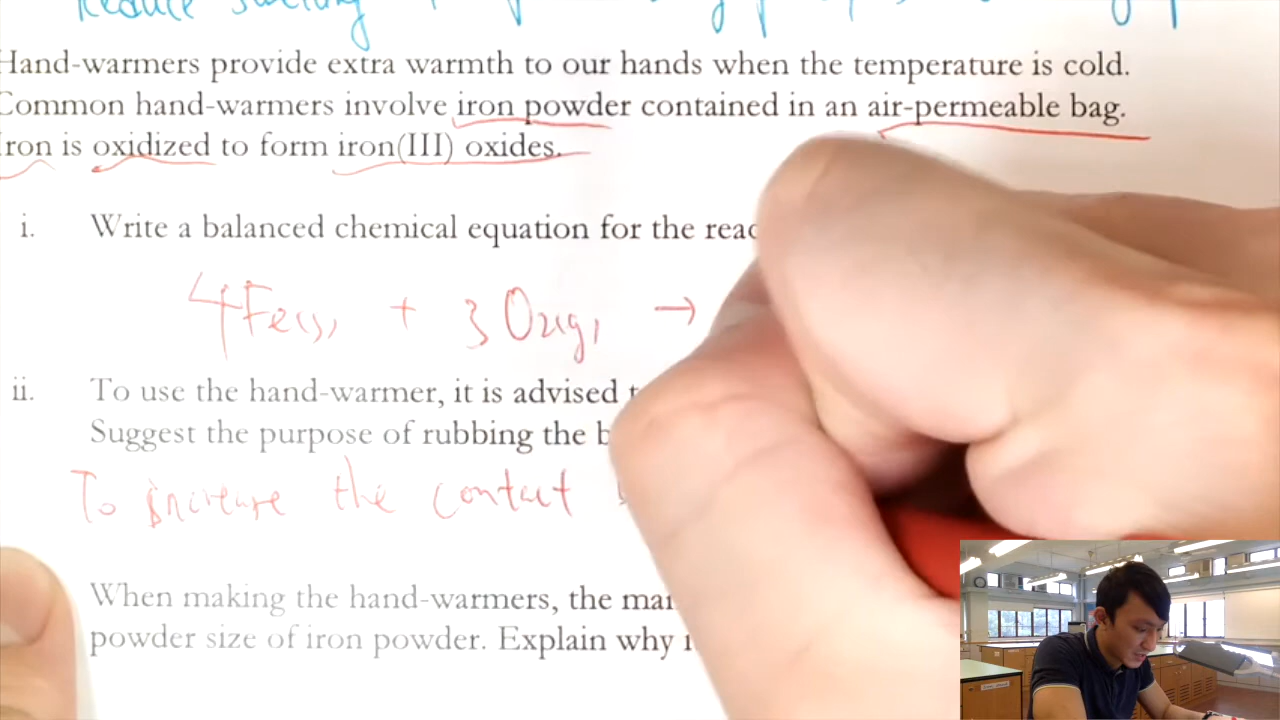 Reduce swelling
Hand-warmers provide extra warmth to our hands when the temperature is cold.
Common hand-warmers involve iron powder contained in an air-permeable bag.
Iron is oxidized to form iron(III) oxides.
i. Write a balanced chemical equation for the reac
4Fe(s) + 3O2(g) →
ii. To use the hand-warmer, it is advised t
Suggest the purpose of rubbing the b
To increase the contact
When making the hand-warmers, the
powder size of iron powder. Explain why